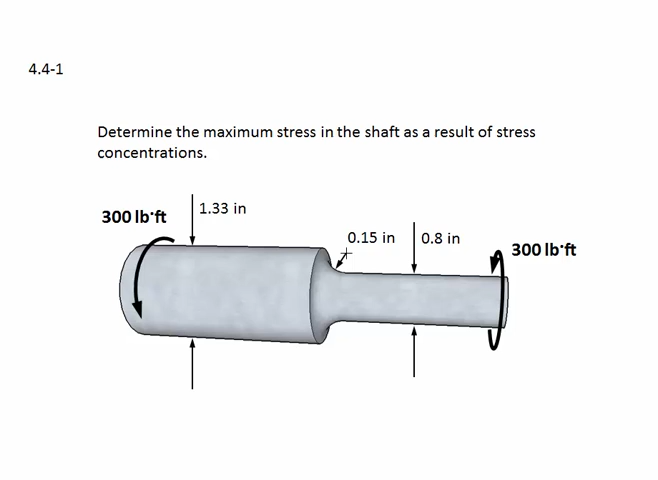 4.4-1
Determine the maximum stress in the shaft as a result of stress
concentrations.
300 lb·ft
1.33 in
0.15 in
0.8 in
300 lb·ft